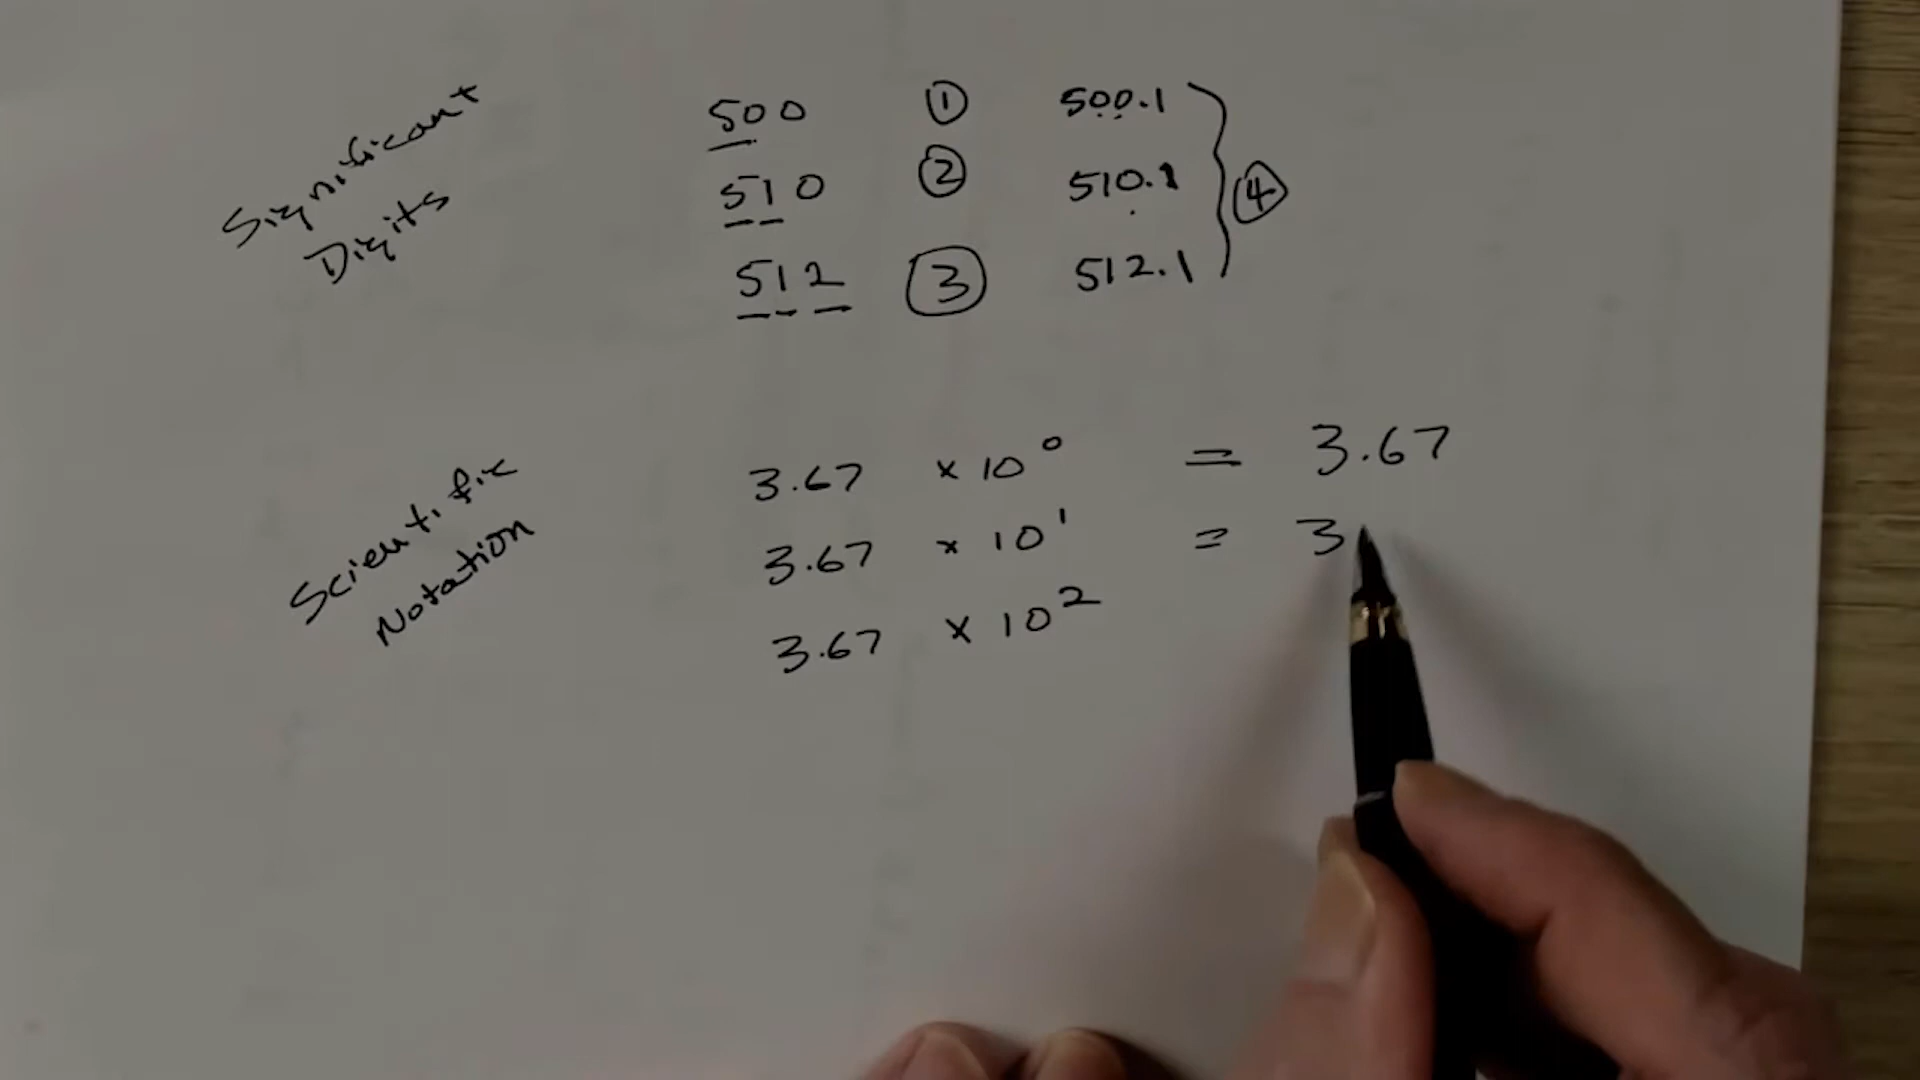 Significant
Digits
500 ① 500.1
510 ② 510.1 ④
512 ③ 512.1
Scientific
Notation
3.67 × 10⁰ = 3.67
3.67 × 10¹ = 3
3.67 × 10²